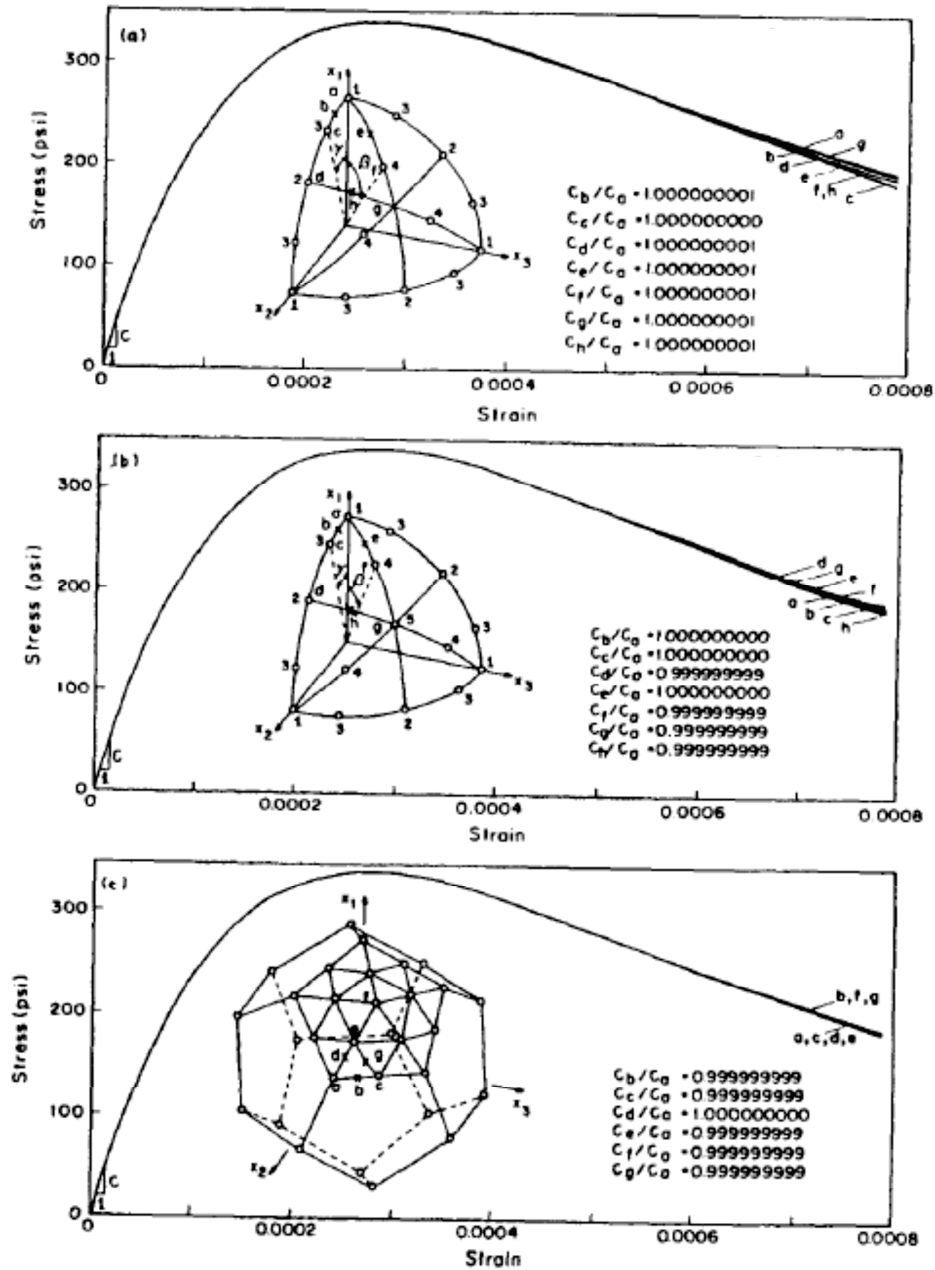 (a)
300
200
100
0
Stress (psi)
C
1
0
0.0002
0.0004
0.0006
0.0008
Strain
x1
a
1
b
3
c
e
3
γ
β
4
f
2
2
d
3
h
g
4
3
4
1
x3
1
x2
3
2
3
a
b
g
d
e
f,h
c
Cb/Ca =1.000000001
Cc/Ca =1.000000000
Cd/Ca =1.000000001
Ce/Ca =1.000000001
Cf/Ca =1.000000001
Cg/Ca =1.000000001
Ch/Ca =1.000000001
(b)
300
200
100
0
Stress (psi)
C
1
0
0.0002
0.0004
0.0006
0.0008
Strain
x1
a
1
b
3
c
e
3
γ
β
4
f
2
2
d
5
h
g
3
4
3
4
1
x3
1
x2
3
2
3
d
g
e
a
f
b
c
h
Cb/Ca =1.000000000
Cc/Ca =1.000000000
Cd/Ca =0.999999999
Ce/Ca =1.000000000
Cf/Ca =0.999999999
Cg/Ca =0.999999999
Ch/Ca =0.999999999
(c)
300
200
100
0
Stress (psi)
C
1
0
0.0002
0.0004
0.0006
0.0008
Strain
x1
f
e
d
g
a
b
c
x3
x2
b,f,g
a,c,d,e
Cb/Ca =0.999999999
Cc/Ca =0.999999999
Cd/Ca =1.000000000
Ce/Ca =0.999999999
Cf/Ca =0.999999999
Cg/Ca =0.999999999